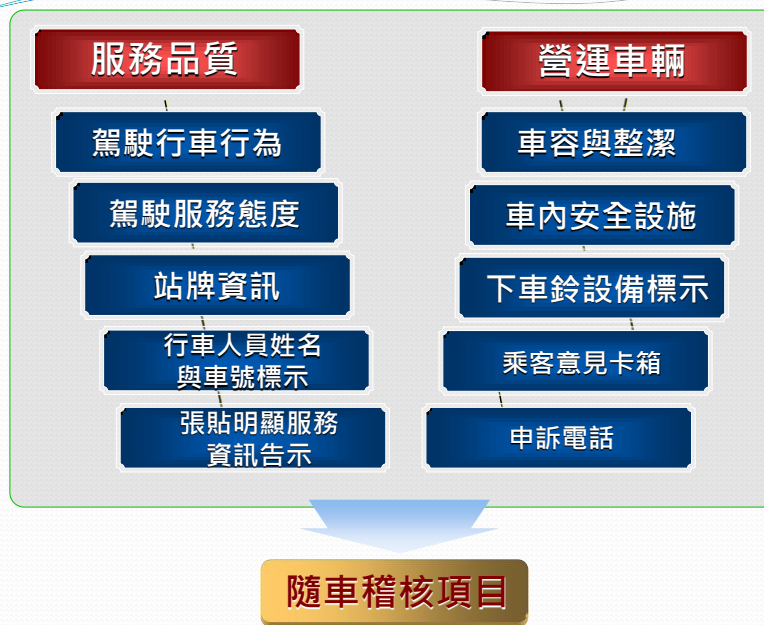 服務品質
駕駛行車行為
駕駛服務態度
站牌資訊
行車人員姓名
與車號標示
張貼明顯服務
資訊告示
營運車輛
車容與整潔
車內安全設施
下車鈴設備標示
乘客意見卡箱
申訴電話
隨車稽核項目